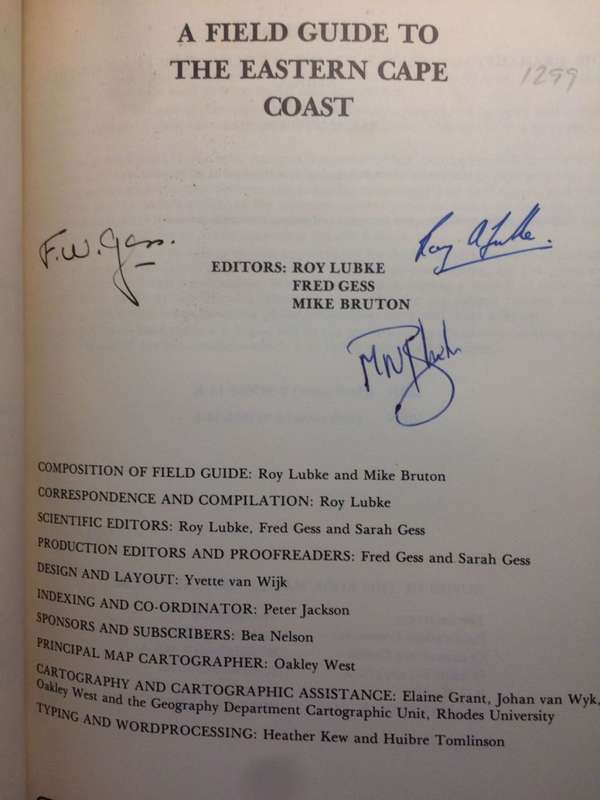 A FIELD GUIDE TO
THE EASTERN CAPE
COAST
1299
F.W. Gess.
Roy A Lubke.
EDITORS: ROY LUBKE
FRED GESS
MIKE BRUTON
MN Bruton
COMPOSITION OF FIELD GUIDE: Roy Lubke and Mike Bruton
CORRESPONDENCE AND COMPILATION: Roy Lubke
SCIENTIFIC EDITORS: Roy Lubke, Fred Gess and Sarah Gess
PRODUCTION EDITORS AND PROOFREADERS: Fred Gess and Sarah Gess
DESIGN AND LAYOUT: Yvette van Wijk
INDEXING AND CO-ORDINATOR: Peter Jackson
SPONSORS AND SUBSCRIBERS: Bea Nelson
PRINCIPAL MAP CARTOGRAPHER: Oakley West
CARTOGRAPHY AND CARTOGRAPHIC ASSISTANCE: Elaine Grant, Johan van Wyk,
Oakley West and the Geography Department Cartographic Unit, Rhodes University
TYPING AND WORDPROCESSING: Heather Kew and Huibre Tomlinson